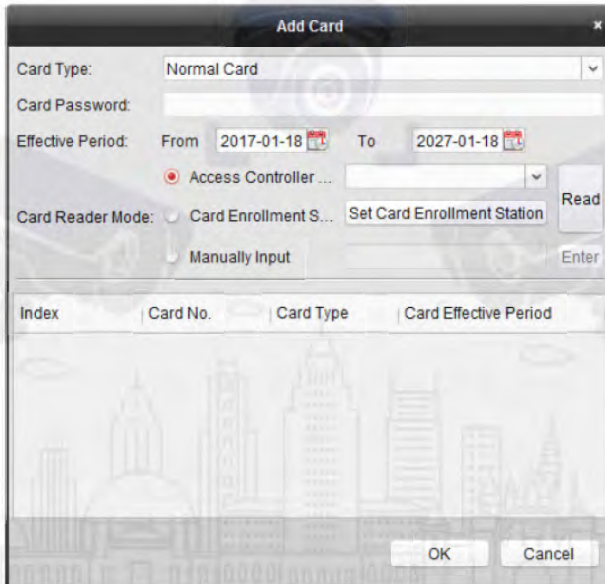 Add Card ×
Card Type: Normal Card
Card Password:
Effective Period: From 2017-01-18 To 2027-01-18
Access Controller ...
Card Reader Mode: Card Enrollment S... Set Card Enrollment Station Read
Manually Input Enter
Index Card No. Card Type Card Effective Period
OK Cancel